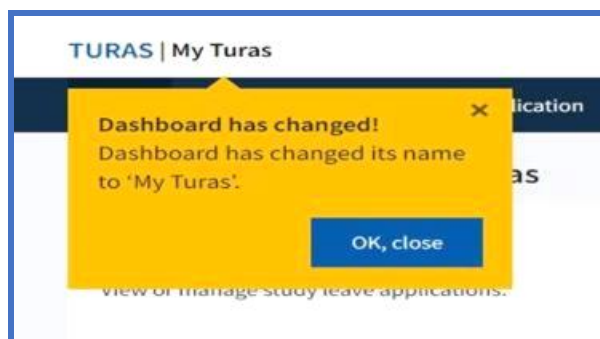 TURAS | My Turas
lication
Dashboard has changed!
Dashboard has changed its name
to ‘My Turas’.
as
OK, close
View or manage study leave applications.